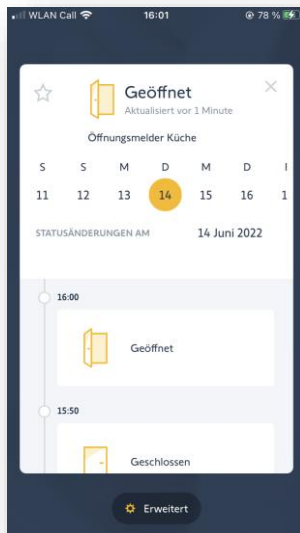 WLAN Call 16:01 78 %
Geöffnet
Aktualisiert vor 1 Minute
Öffnungsmelder Küche
S S M D M D
11 12 13 14 15 16 1
STATUSÄNDERUNGEN AM 14 Juni 2022
16:00
Geöffnet
15:50
Geschlossen
Erweitert